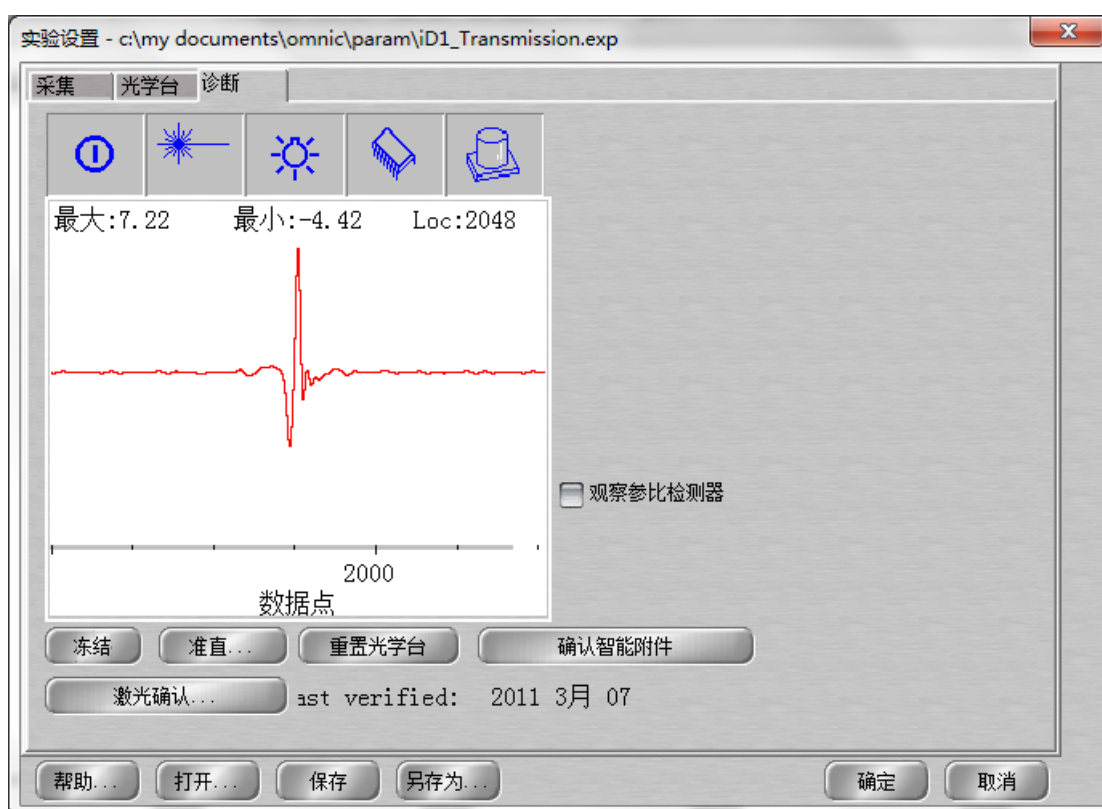 实验设置 - c:\my documents\omnic\param\iD1_Transmission.exp
采集 光学台 诊断
最大:7.22 最小:-4.42 Loc:2048
观察参比检测器
2000
数据点
冻结 准直... 重置光学台 确认智能附件
激光确认... ast verified: 2011 3月 07
帮助... 打开... 保存 另存为... 确定 取消